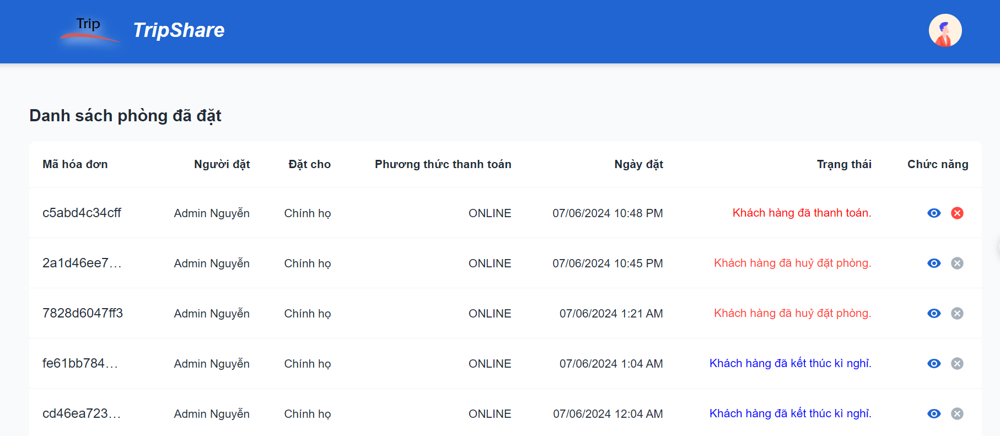 Trip
TripShare
Danh sách phòng đã đặt
Mã hóa đơn Người đặt Đặt cho Phương thức thanh toán Ngày đặt Trạng thái Chức năng
c5abd4c34cff Admin Nguyễn Chính họ ONLINE 07/06/2024 10:48 PM Khách hàng đã thanh toán.
2a1d46ee7… Admin Nguyễn Chính họ ONLINE 07/06/2024 10:45 PM Khách hàng đã huỷ đặt phòng.
7828d6047ff3 Admin Nguyễn Chính họ ONLINE 07/06/2024 1:21 AM Khách hàng đã huỷ đặt phòng.
fe61bb784… Admin Nguyễn Chính họ ONLINE 07/06/2024 1:04 AM Khách hàng đã kết thúc kì nghỉ.
cd46ea723… Admin Nguyễn Chính họ ONLINE 07/06/2024 12:04 AM Khách hàng đã kết thúc kì nghỉ.